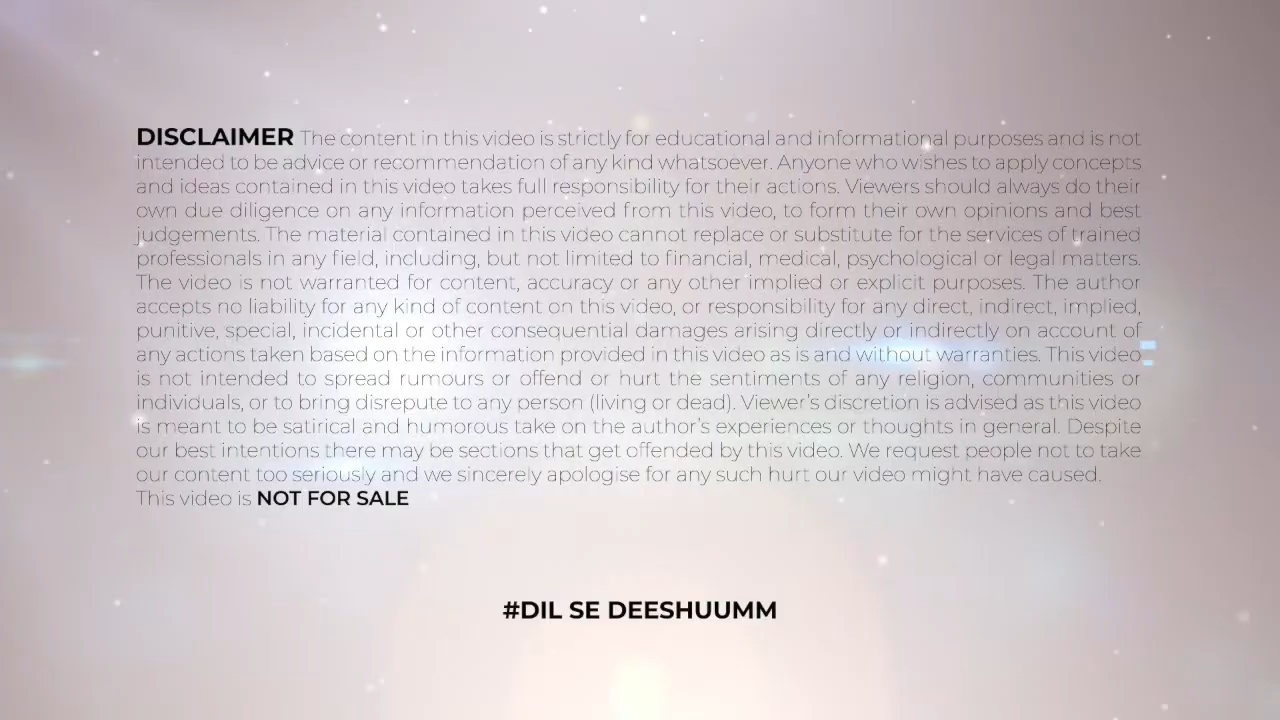 DISCLAIMER The content in this video is strictly for educational and informational purposes and is not
intended to be advice or recommendation of any kind whatsoever. Anyone who wishes to apply concepts
and ideas contained in this video takes full responsibility for their actions. Viewers should always do their
own due diligence on any information perceived from this video, to form their own opinions and best
judgements. The material contained in this video cannot replace or substitute for the services of trained
professionals in any field, including, but not limited to financial, medical, psychological or legal matters.
The video is not warranted for content, accuracy or any other implied or explicit purposes. The author
accepts no liability for any kind of content on this video, or responsibility for any direct, indirect, implied,
punitive, special, incidental or other consequential damages arising directly or indirectly on account of
any actions taken based on the information provided in this video as is and without warranties. This video
is not intended to spread rumours or offend or hurt the sentiments of any religion, communities or
individuals, or to bring disrepute to any person (living or dead). Viewer's discretion is advised as this video
is meant to be satirical and humorous take on the author's experiences or thoughts in general. Despite
our best intentions there may be sections that get offended by this video. We request people not to take
our content too seriously and we sincerely apologise for any such hurt our video might have caused.
This video is NOT FOR SALE
#DIL SE DEESHUUMM